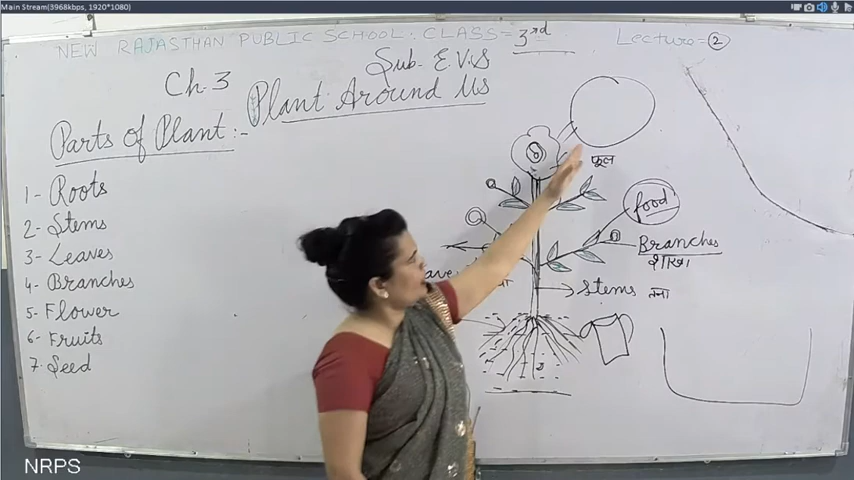 Main Stream(3968kbps, 1920*1080)
NEW RAJASTHAN PUBLIC SCHOOL: CLASS = 3rd
Lecture = 2
Sub- E.V.S
Ch. 3
Plant Around Us
Parts of Plant:-
1- Roots
2- Stems
3- Leaves
4- Branches
5- Flower
6- Fruits
7- Seed
फूल
food
Branches
शाखा
Stems तना
NRPS